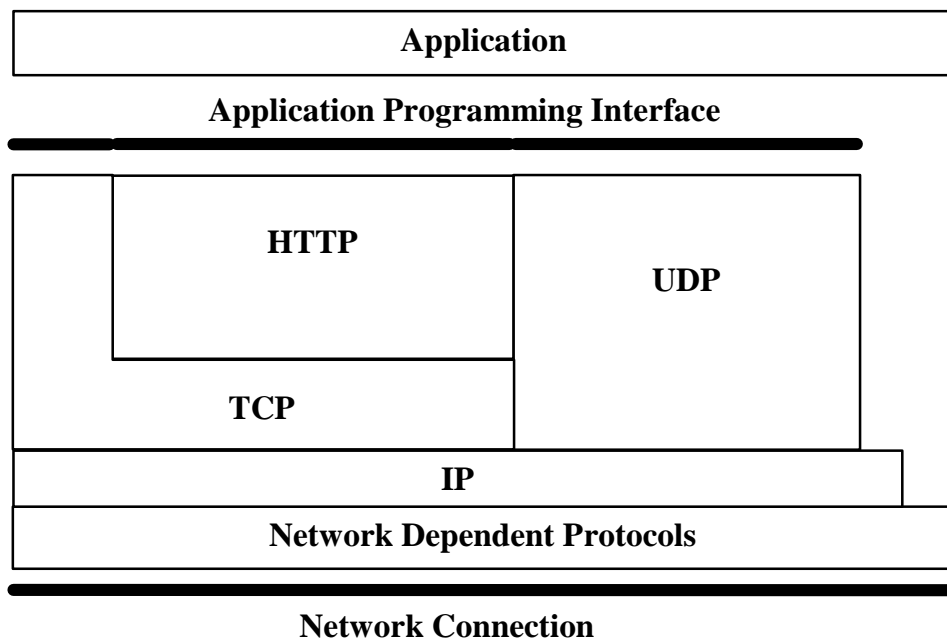 Application
Application Programming Interface
HTTP
UDP
TCP
IP
Network Dependent Protocols
Network Connection